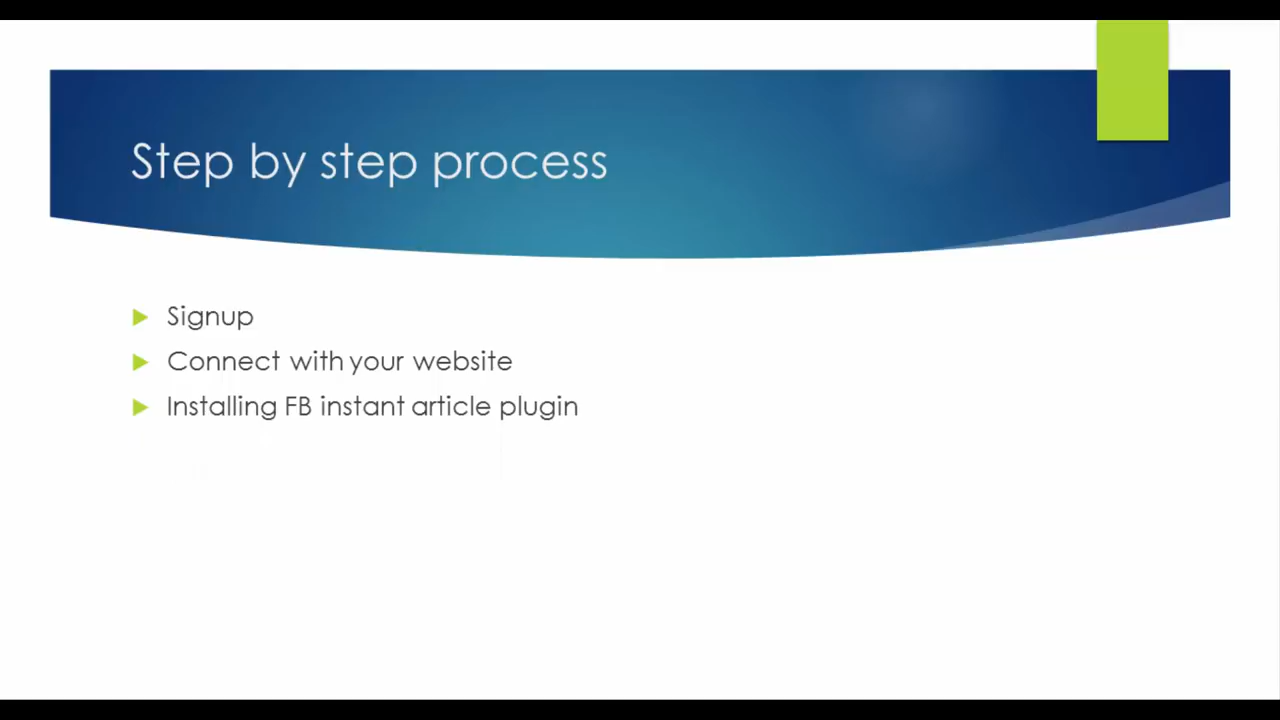 Step by step process
Signup
Connect with your website
Installing FB instant article plugin